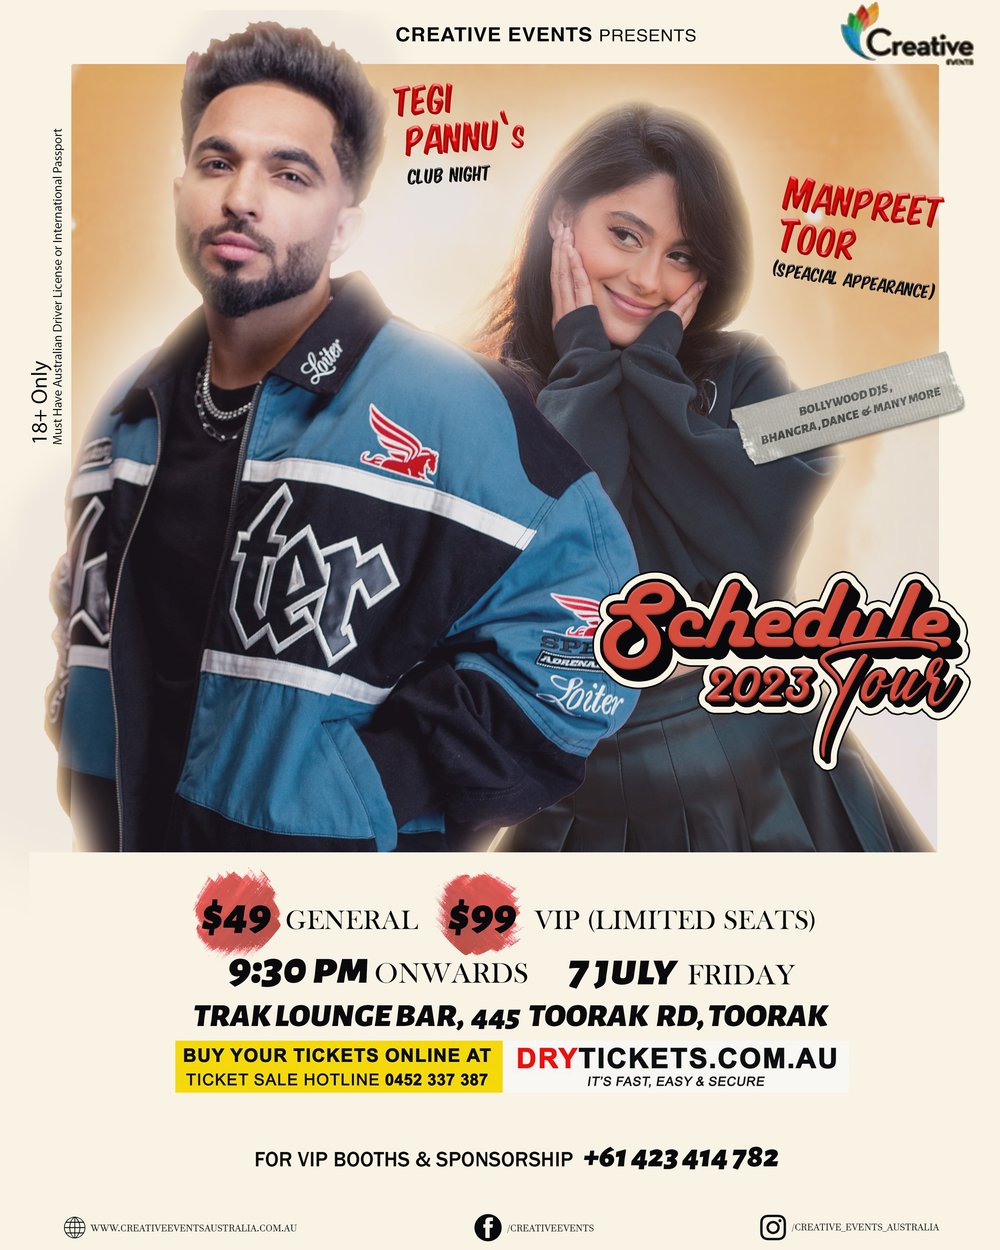 CREATIVE EVENTS PRESENTS
Creative
EVENTS
TEGI
PANNU`s
CLUB NIGHT
MANPREET
TOOR
(SPEACIAL APPEARANCE)
18+ Only
Must Have Australian Driver License or International Passport
BOLLYWOOD DJS,
BHANGRA, DANCE & MANY MORE
Loiter
ter
ADRENA
Loiter
Schedule
2023 Tour
$49 GENERAL $99 VIP (LIMITED SEATS)
9:30 PM ONWARDS 7 JULY FRIDAY
TRAK LOUNGE BAR, 445 TOORAK RD, TOORAK
BUY YOUR TICKETS ONLINE AT DRYTICKETS.COM.AU
TICKET SALE HOTLINE 0452 337 387 IT'S FAST, EASY & SECURE
FOR VIP BOOTHS & SPONSORSHIP +61 423 414 782
WWW.CREATIVEEVENTSAUSTRALIA.COM.AU /CREATIVEEVENTS /CREATIVE_EVENTS_AUSTRALIA